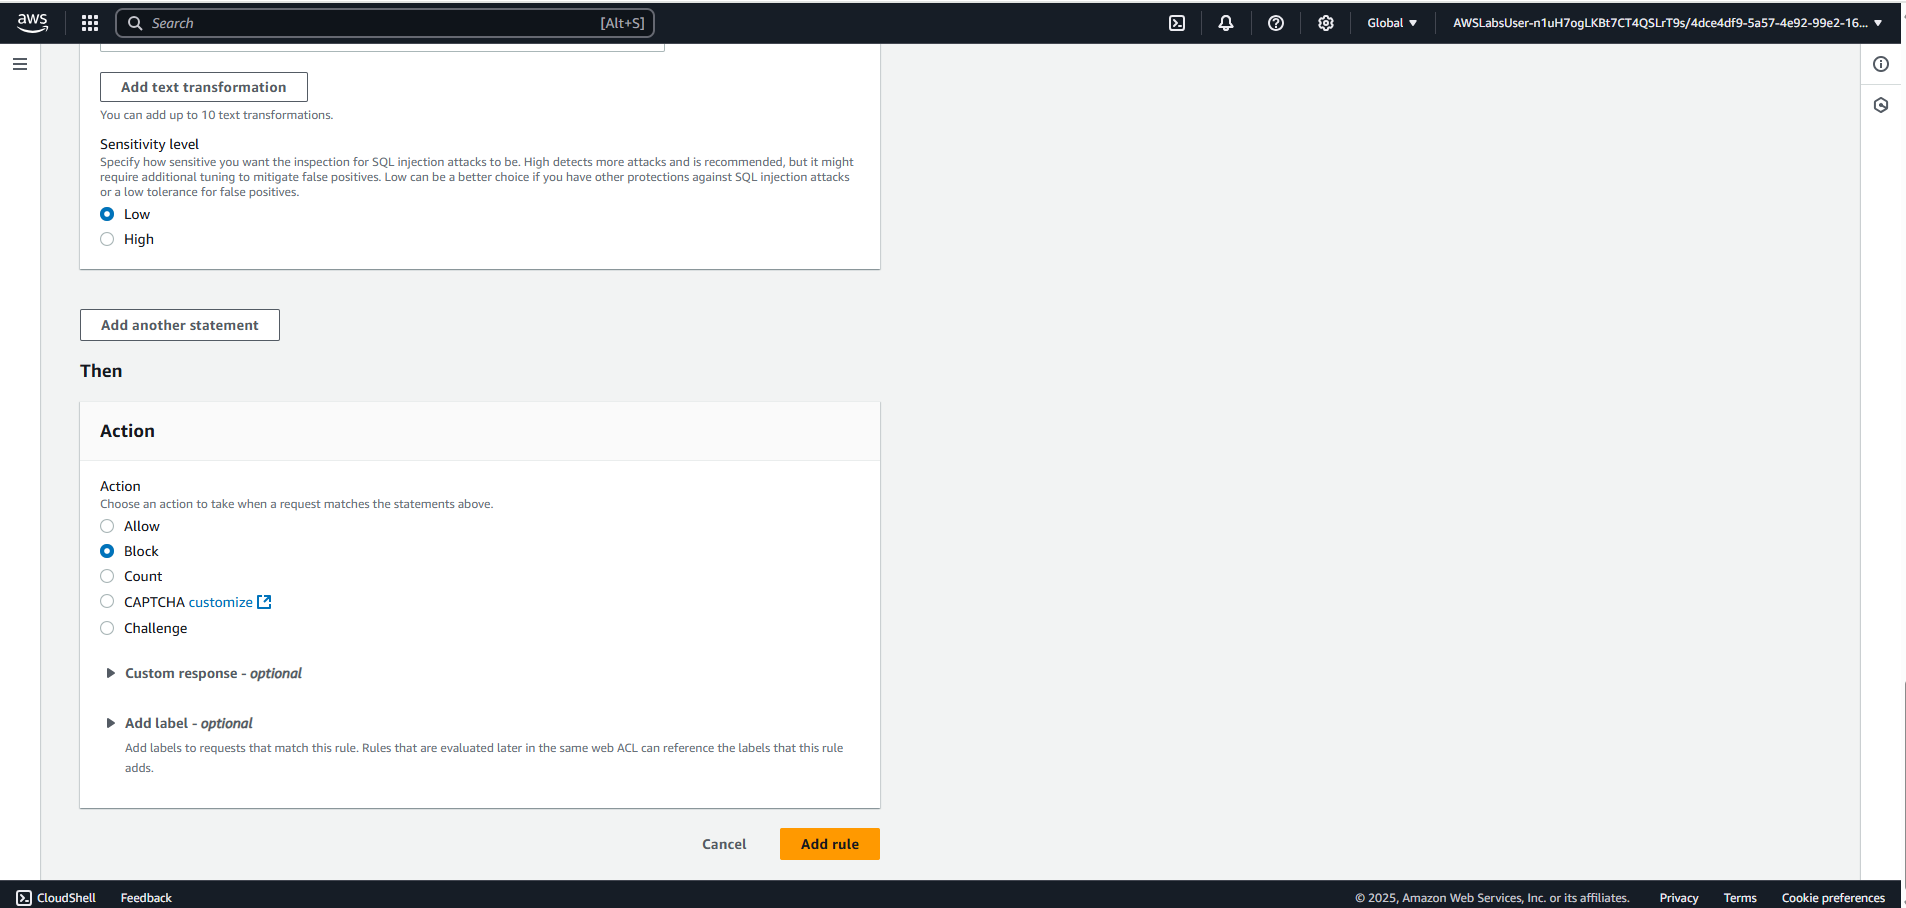 aws
Search
[Alt+S]
Global
AWSLabsUser-n1uH7ogLKBt7CT4QSLrT9s/4dce4df9-5a57-4e92-99e2-16...
Add text transformation
You can add up to 10 text transformations.
Sensitivity level
Specify how sensitive you want the inspection for SQL injection attacks to be. High detects more attacks and is recommended, but it might
require additional tuning to mitigate false positives. Low can be a better choice if you have other protections against SQL injection attacks
or a low tolerance for false positives.
Low
High
Add another statement
Then
Action
Action
Choose an action to take when a request matches the statements above.
Allow
Block
Count
CAPTCHA customize
Challenge
Custom response - optional
Add label - optional
Add labels to requests that match this rule. Rules that are evaluated later in the same web ACL can reference the labels that this rule
adds.
Cancel
Add rule
CloudShell
Feedback
© 2025, Amazon Web Services, Inc. or its affiliates.
Privacy
Terms
Cookie preferences